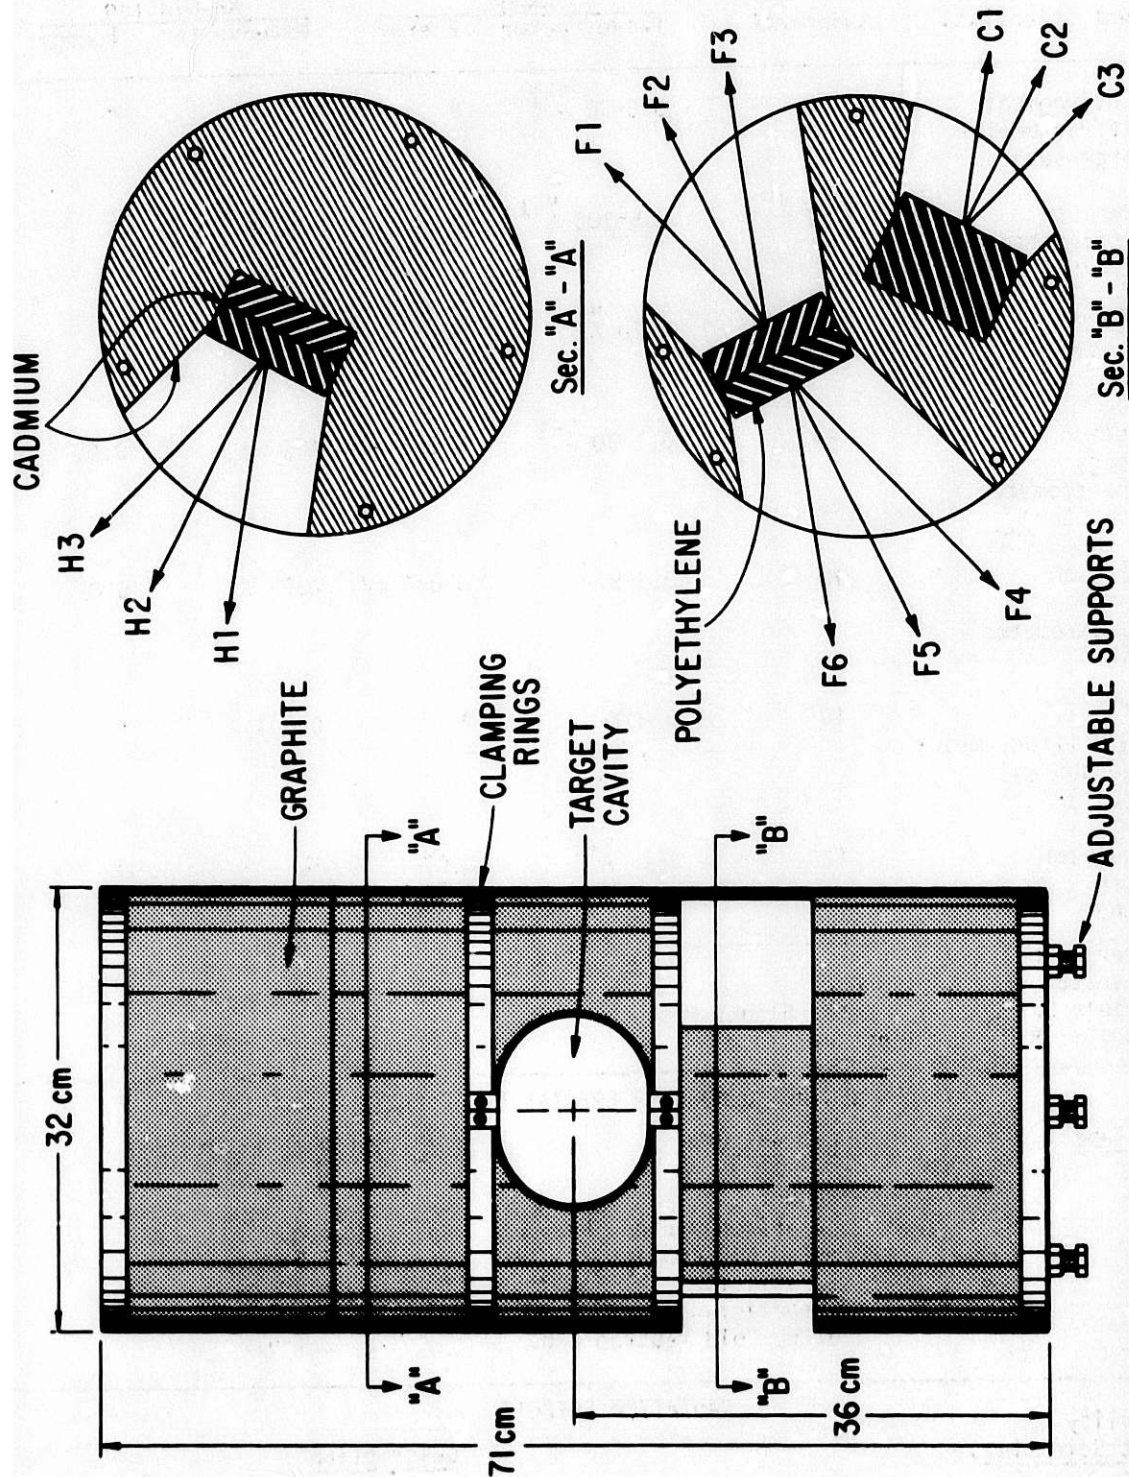 CADMIUM
H3
H2
H1
Sec. "A" - "A"
F1
F2
F3
POLYETHYLENE
F6
F5
F4
C1
C2
C3
Sec. "B" - "B"
32 cm
GRAPHITE
"A"
"A"
CLAMPING
RINGS
TARGET
CAVITY
"B"
"B"
71 cm
36 cm
ADJUSTABLE SUPPORTS